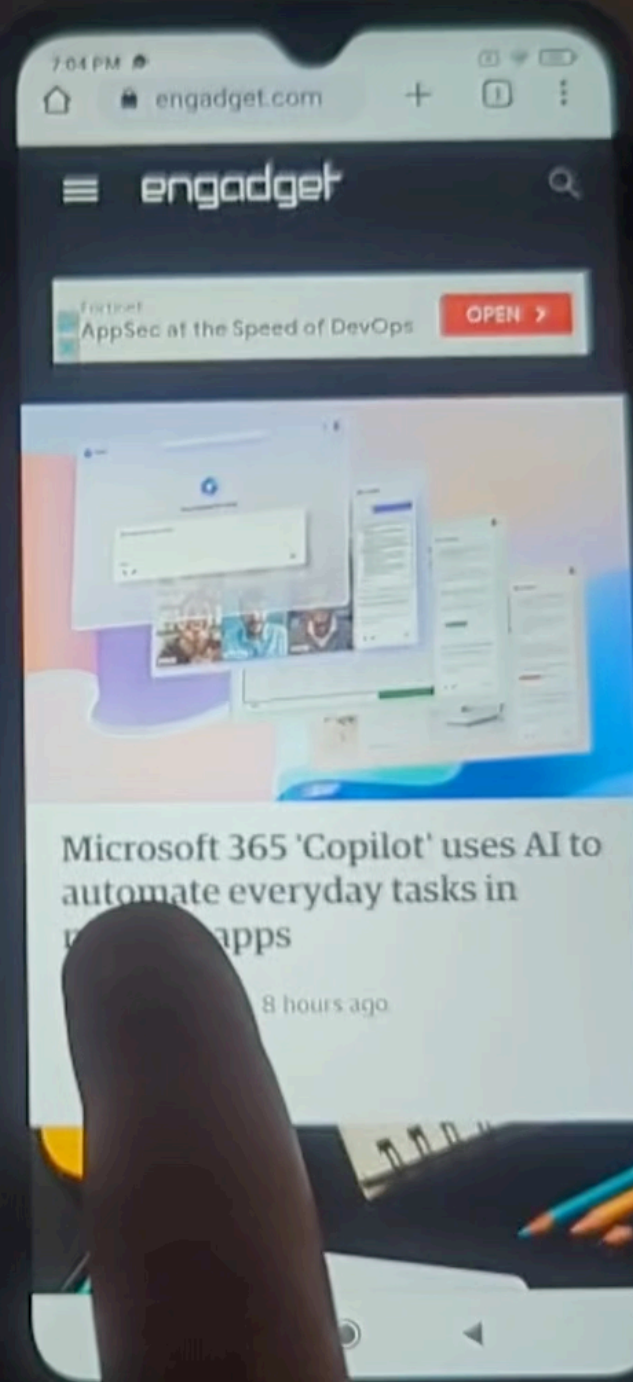 7:04 PM
engadget.com
engadget
Fortinet
AppSec at the Speed of DevOps
OPEN
Microsoft 365 'Copilot' uses AI to
automate everyday tasks in
apps
8 hours ago